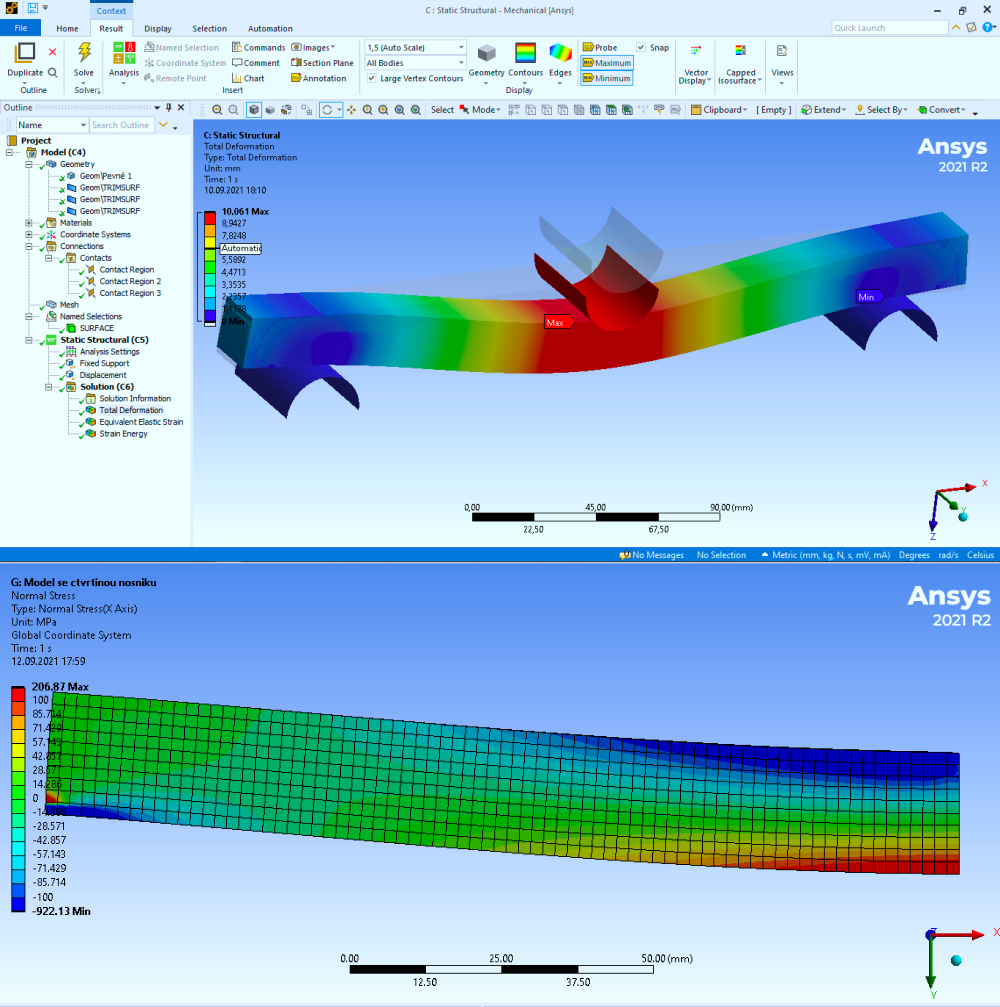 Context
C : Static Structural - Mechanical [Ansys]
File Home Result Display Selection Automation
Quick Launch
Duplicate
Outline
Solve
Solver
Analysis
Named Selection
Coordinate System
Remote Point
Commands
Comment
Chart
Images
Section Plane
Annotation
Insert
1,5 (Auto Scale)
All Bodies
Large Vertex Contours
Geometry Contours Edges
Display
Probe
Maximum
Minimum
Snap
Vector Display
Capped Isosurface
Views
Outline
Name
Search Outline
Select Mode Clipboard [ Empty ] Extend Select By Convert
Project
Model (C4)
Geometry
Geom\Pevné 1
Geom\TRIMSURF
Geom\TRIMSURF
Geom\TRIMSURF
Materials
Coordinate Systems
Connections
Contacts
Contact Region
Contact Region 2
Contact Region 3
Mesh
Named Selections
SURFACE
Static Structural (C5)
Analysis Settings
Fixed Support
Displacement
Solution (C6)
Solution Information
Total Deformation
Equivalent Elastic Strain
Strain Energy
C: Static Structural
Total Deformation
Type: Total Deformation
Unit: mm
Time: 1 s
10.09.2021 18:10
Ansys
2021 R2
10,061 Max
8,9427
7,8248
Automatic
5,5892
4,4713
3,3535
2,2357
1,1178
0 Min
Max
Min
0,00 45,00 90,00 (mm)
22,50 67,50
X
Y
Z
No Messages No Selection Metric (mm, kg, N, s, mV, mA) Degrees rad/s Celsius
G: Model se ctvrtinou nosniku
Normal Stress
Type: Normal Stress(X Axis)
Unit: MPa
Global Coordinate System
Time: 1 s
12.09.2021 17:59
Ansys
2021 R2
206.87 Max
100
85.714
71.429
57.143
42.857
28.571
14.286
0
-28.571
-42.857
-57.143
-71.429
-85.714
-100
-922.13 Min
0.00 25.00 50.00 (mm)
12.50 37.50
Z
X
Y